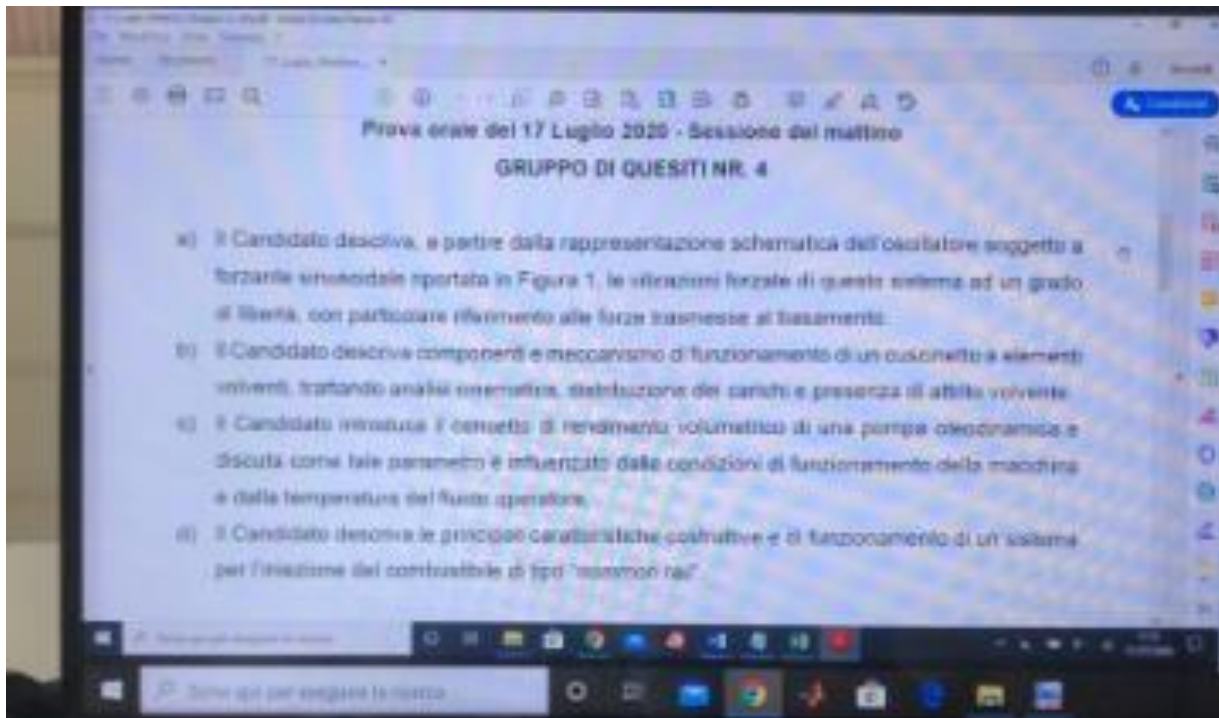 Prova orale del 17 Luglio 2020 - Sessione del mattino
GRUPPO DI QUESITI NR. 4
a) Il Candidato descriva, a partire dalla rappresentazione schematica dell'oscillatore soggetto a
forzante sinusoidale riportata in Figura 1, le vibrazioni forzate di questo sistema ad un grado
di libertà, con particolare riferimento alle forze trasmesse al basamento.
b) Il Candidato descriva componenti e meccanismo di funzionamento di un cuscinetto a elementi
volventi, trattando analisi cinematica, distribuzione dei carichi e presenza di attrito volvente.
c) Il Candidato introduca il concetto di rendimento volumetrico di una pompa oleodinamica e
discuta come tale parametro è influenzato dalle condizioni di funzionamento della macchina
e dalla temperatura del fluido operatore.
d) Il Candidato descriva le principali caratteristiche costruttive e di funzionamento di un sistema
per l'iniezione del combustibile di tipo "common rail".